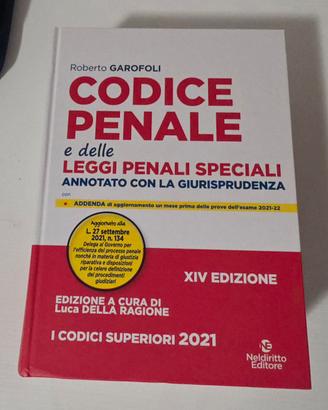 Roberto GAROFOLI
CODICE
PENALE
e delle
LEGGI PENALI SPECIALI
ANNOTATO CON LA GIURISPRUDENZA
con
• ADDENDA di aggiornamento un mese prima delle prove dell'esame 2021-22
Aggiornato alla
L. 27 settembre
2021, n. 134
Delega al Governo per
l'efficienza del processo penale
nonché in materia di giustizia
riparativa e disposizioni
per la celere definizione
dei procedimenti
giudiziari
XIV EDIZIONE
EDIZIONE A CURA DI
Luca DELLA RAGIONE
I CODICI SUPERIORI 2021
NE
Neldiritto
Editore